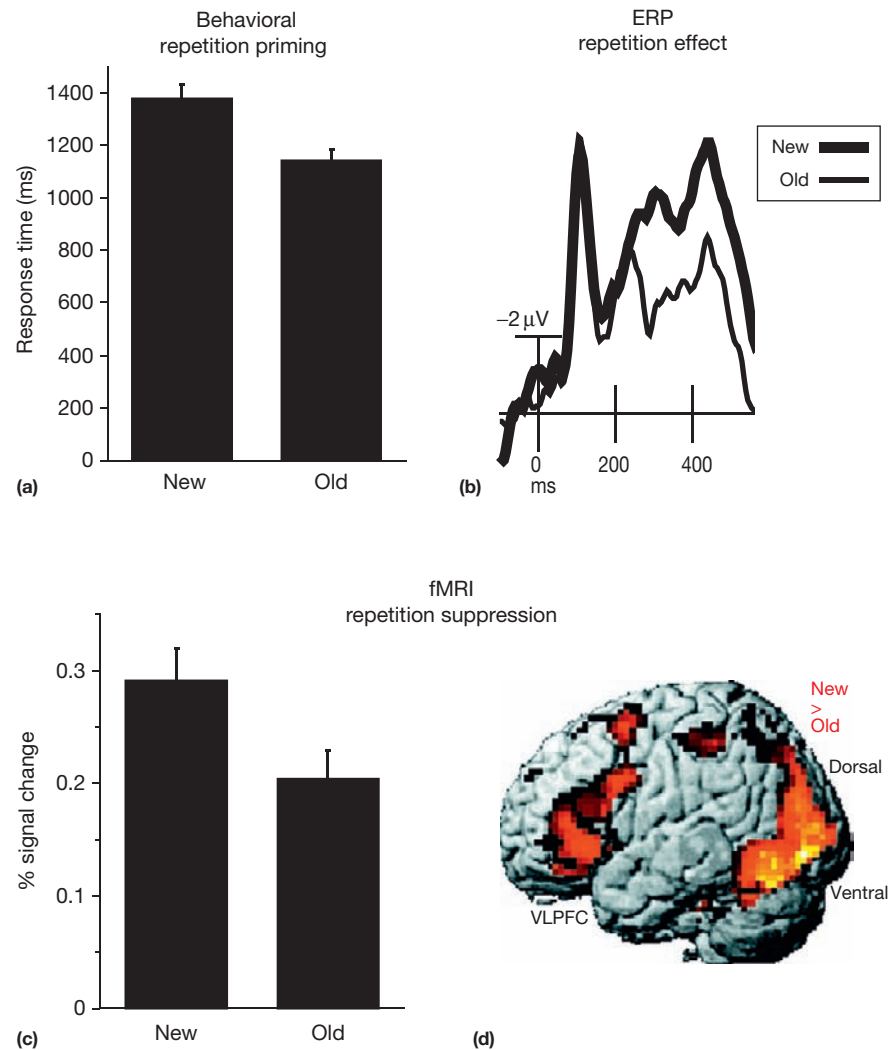 Behavioral
repetition priming
Response time (ms)
1400
1200
1000
800
600
400
200
0
New
Old
(a)
ERP
repetition effect
New
Old
−2 μV
0
200
400
ms
(b)
fMRI
repetition suppression
% signal change
0.3
0.2
0.1
0
New
Old
(c)
New
>
Old
Dorsal
Ventral
VLPFC
(d)